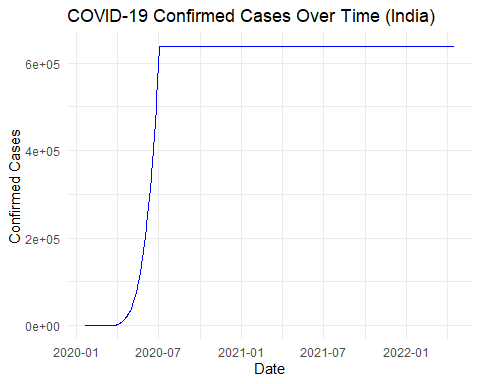 COVID-19 Confirmed Cases Over Time (India)
6e+05
4e+05
2e+05
0e+00
Confirmed Cases
2020-01 2020-07 2021-01 2021-07 2022-01
Date